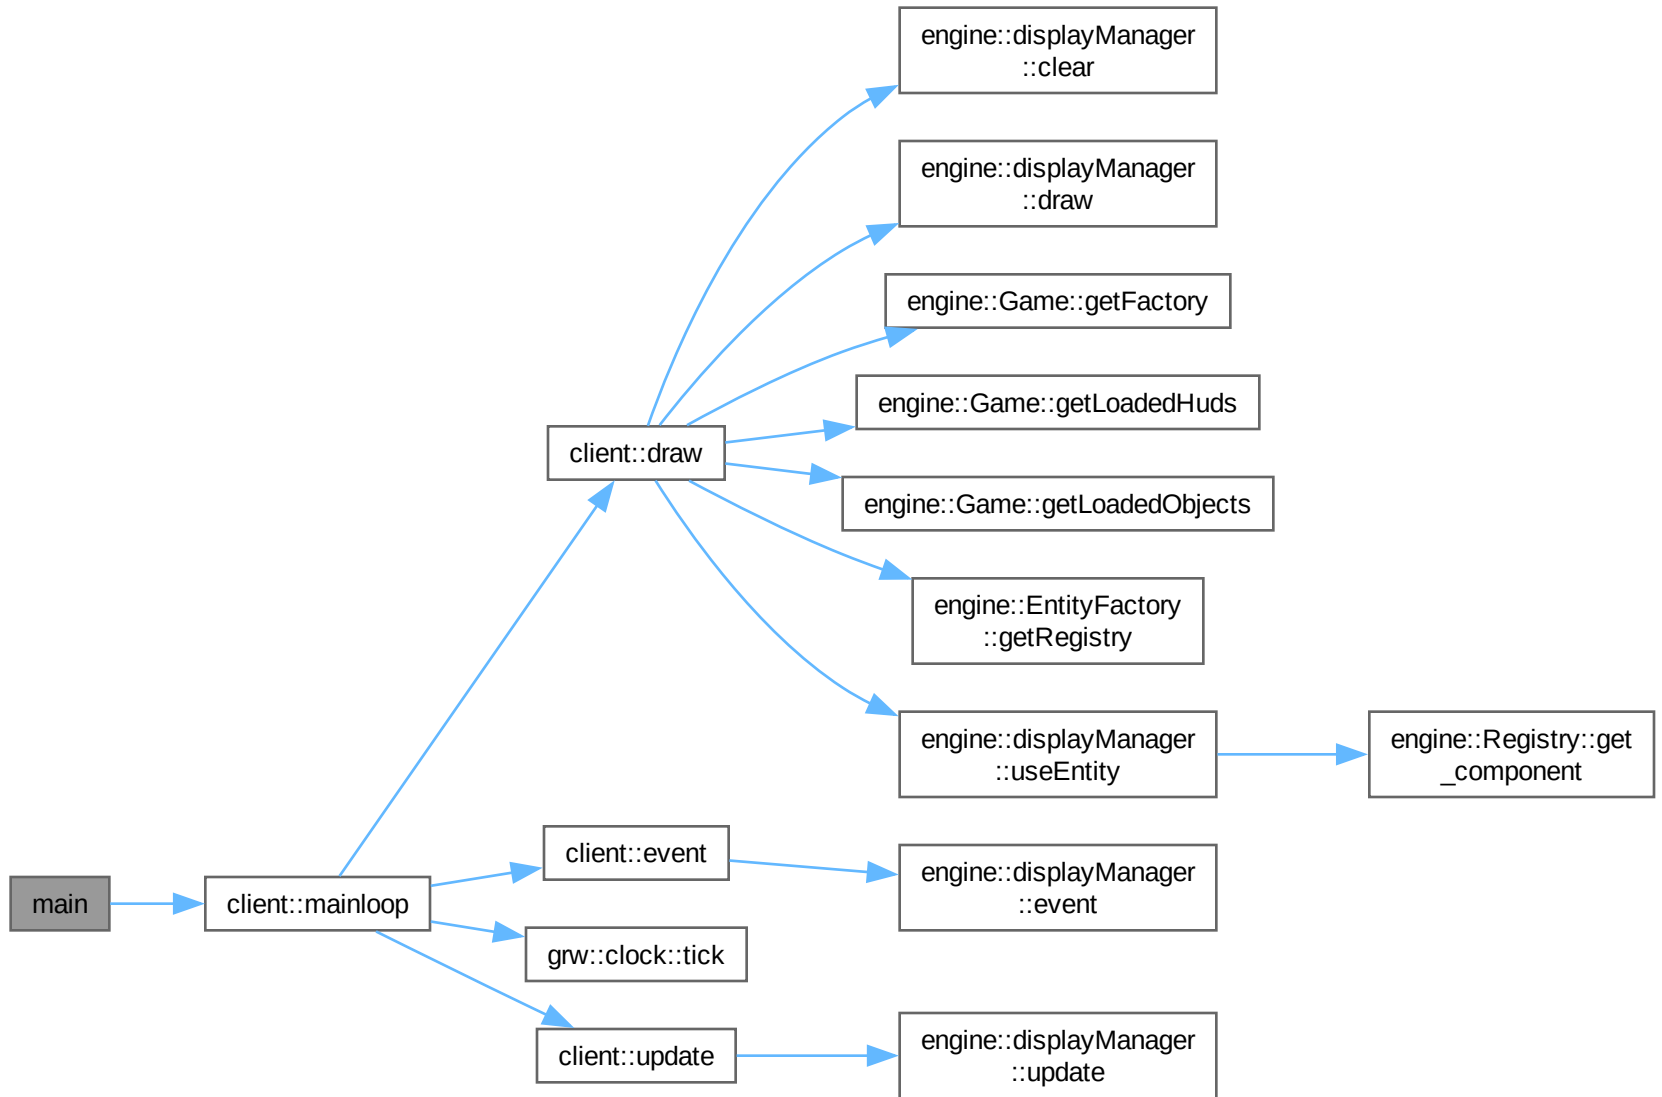 engine::displayManager
::clear
engine::displayManager
::draw
engine::Game::getFactory
engine::Game::getLoadedHuds
client::draw
engine::Game::getLoadedObjects
engine::EntityFactory
::getRegistry
engine::displayManager
::useEntity
engine::Registry::get
_component
client::event
engine::displayManager
::event
main
client::mainloop
grw::clock::tick
client::update
engine::displayManager
::update